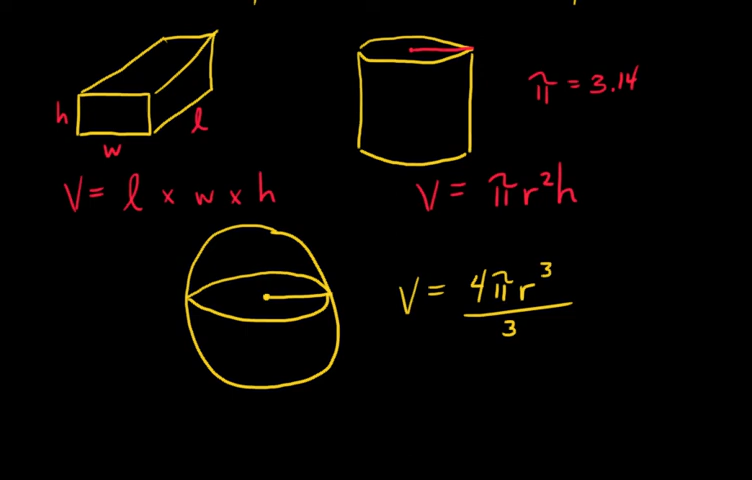 π = 3.14
h
l
w
V = l x w x h
V = πr²h
V = 4πr³/3